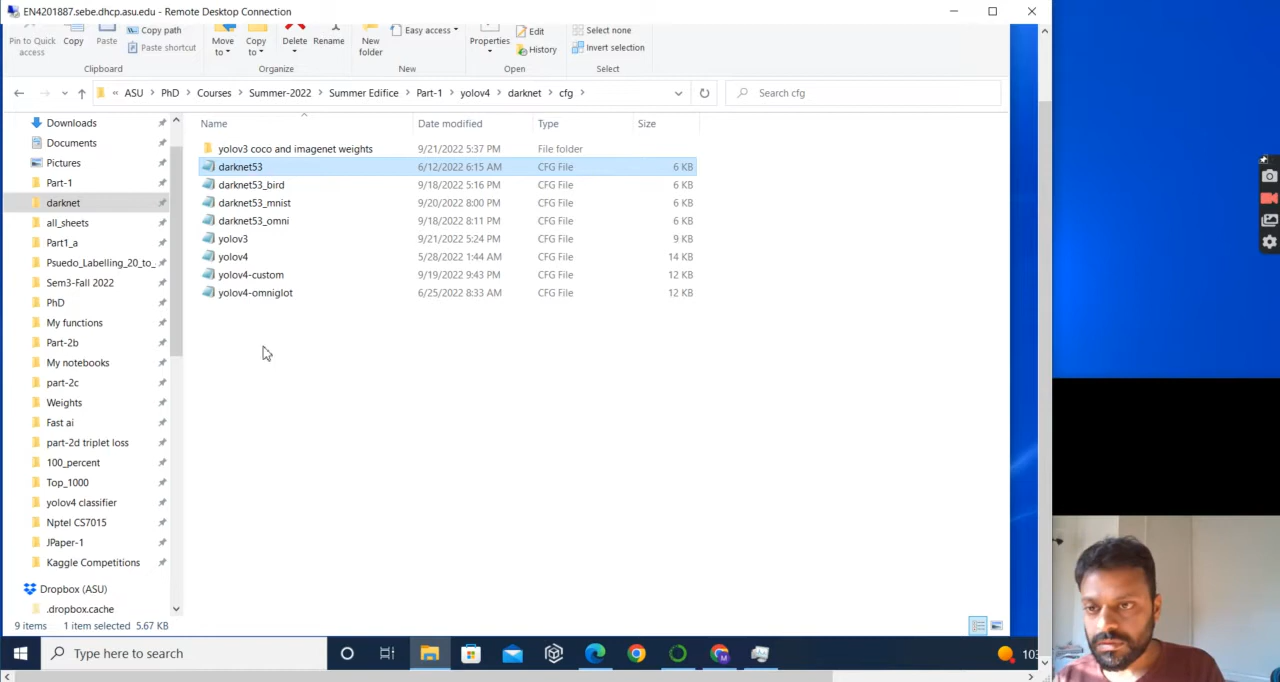 EN4201887.sebe.dhcp.asu.edu - Remote Desktop Connection
Pin to Quick access
Copy
Paste
Copy path
Paste shortcut
Move to
Copy to
Delete
Rename
New folder
Easy access
Properties
Edit
History
Select none
Invert selection
Clipboard
Organize
New
Open
Select
« ASU > PhD > Courses > Summer-2022 > Summer Edifice > Part-1 > yolov4 > darknet > cfg >
Search cfg
Name Date modified Type Size
yolov3 coco and imagenet weights 9/21/2022 5:37 PM File folder
darknet53 6/12/2022 6:15 AM CFG File 6 KB
darknet53_bird 9/18/2022 5:16 PM CFG File 6 KB
darknet53_mnist 9/20/2022 8:00 PM CFG File 6 KB
darknet53_omni 9/18/2022 8:11 PM CFG File 6 KB
yolov3 9/21/2022 5:24 PM CFG File 9 KB
yolov4 5/28/2022 1:44 AM CFG File 14 KB
yolov4-custom 9/19/2022 9:43 PM CFG File 12 KB
yolov4-omniglot 6/25/2022 8:33 AM CFG File 12 KB
Downloads
Documents
Pictures
Part-1
darknet
all_sheets
Part1_a
Psuedo_Labelling_20_to_
Sem3-Fall 2022
PhD
My functions
Part-2b
My notebooks
part-2c
Weights
Fast ai
part-2d triplet loss
100_percent
Top_1000
yolov4 classifier
Nptel CS7015
JPaper-1
Kaggle Competitions
Dropbox (ASU)
.dropbox.cache
9 items 1 item selected 5.67 KB
Type here to search
103